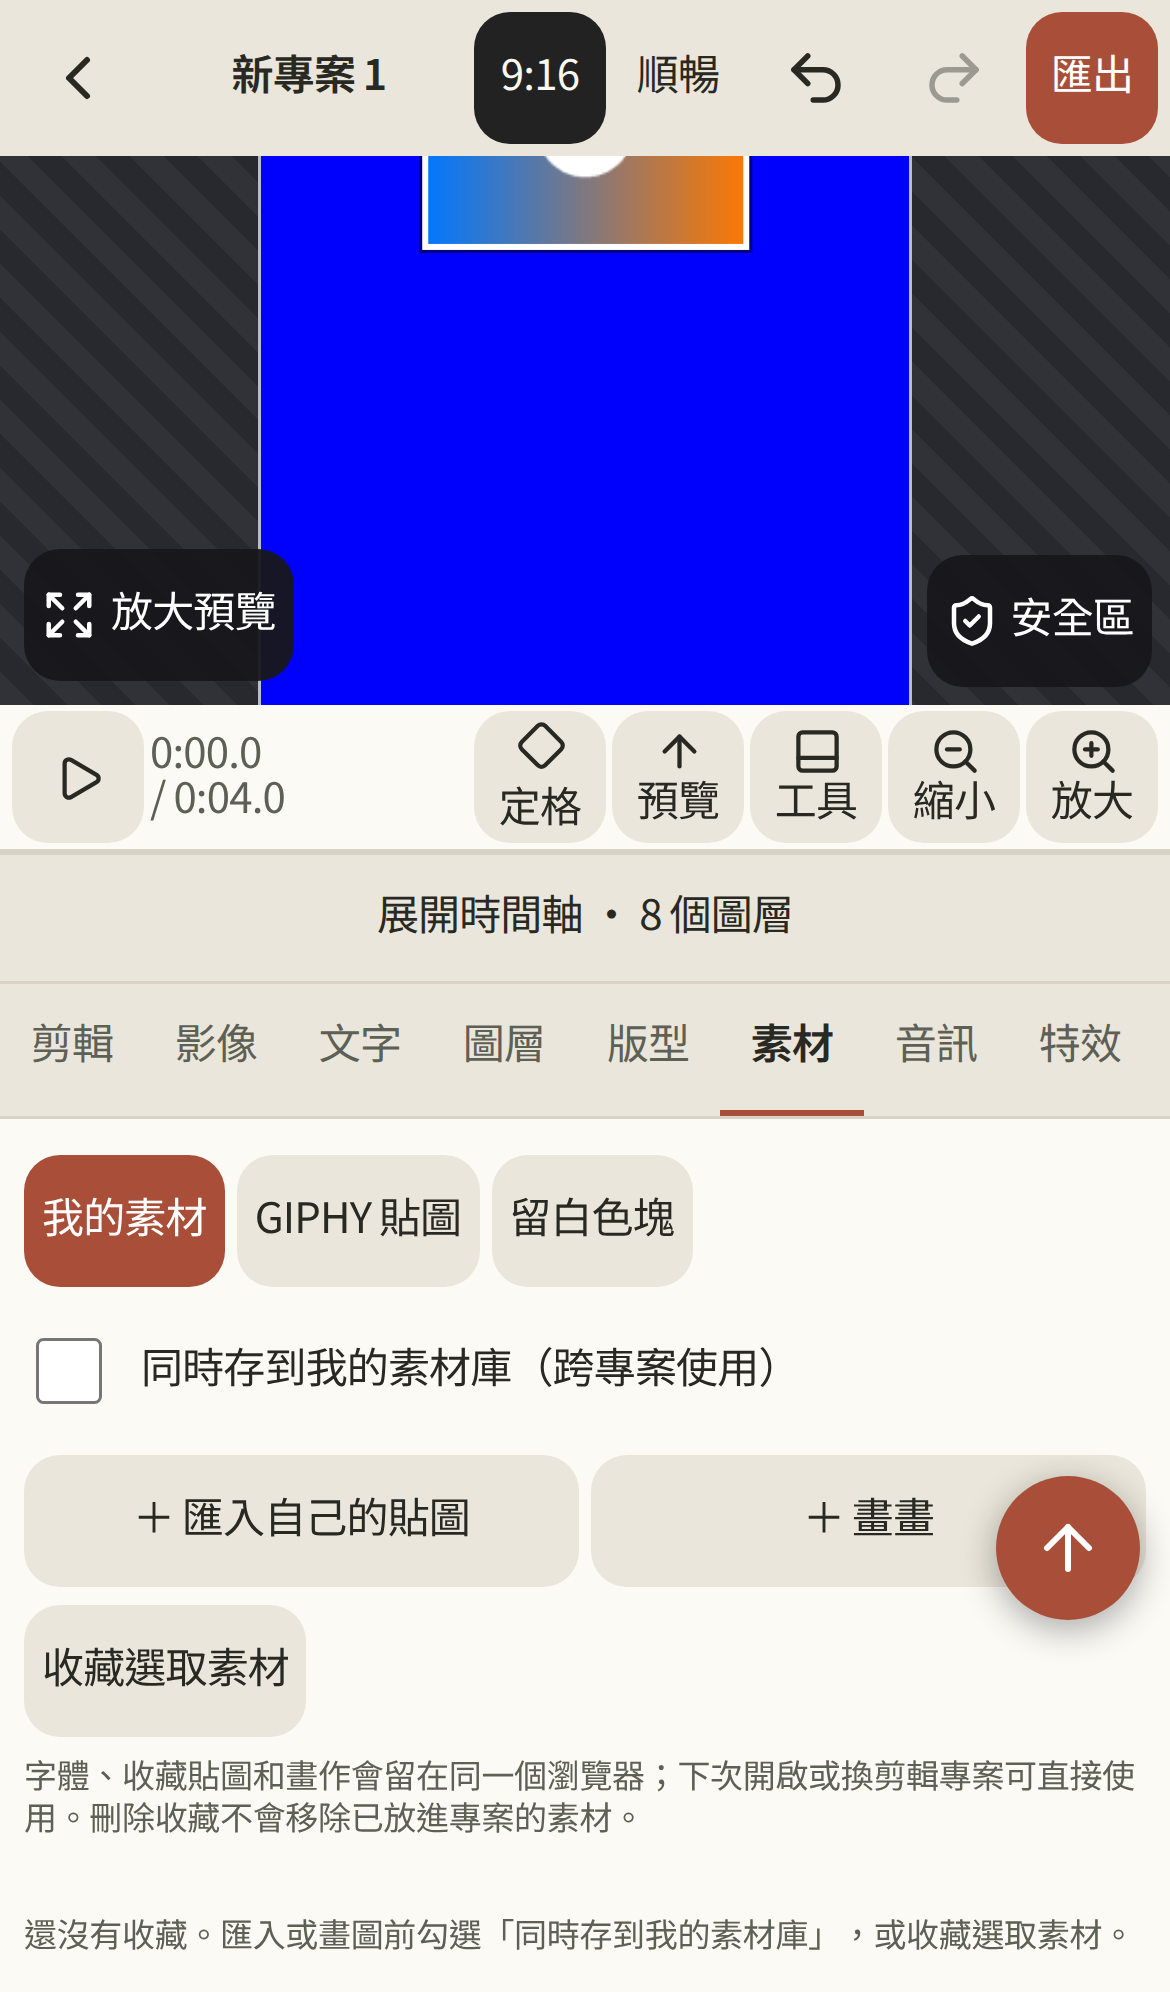 新專案 1
9:16
順暢
匯出
放大預覽
安全區
0:00.0
/ 0:04.0
定格
預覽
工具
縮小
放大
展開時間軸 · 8 個圖層
剪輯
影像
文字
圖層
版型
素材
音訊
特效
我的素材
GIPHY 貼圖
留白色塊
同時存到我的素材庫（跨專案使用）
＋ 匯入自己的貼圖
＋ 畫畫
收藏選取素材
字體、收藏貼圖和畫作會留在同一個瀏覽器；下次開啟或換剪輯專案可直接使
用。刪除收藏不會移除已放進專案的素材。
還沒有收藏。匯入或畫圖前勾選「同時存到我的素材庫」，或收藏選取素材。